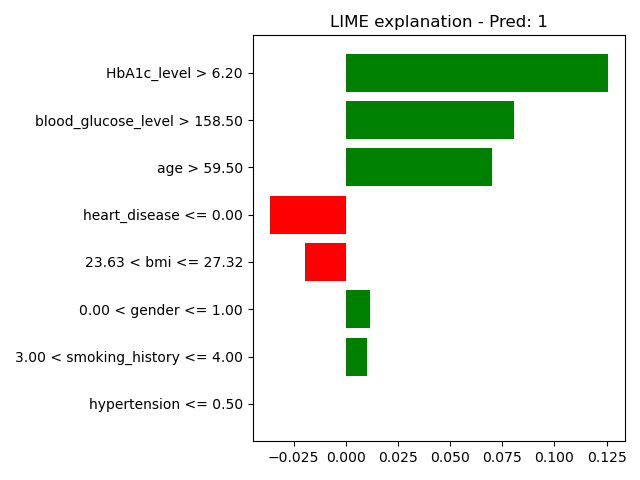 LIME explanation - Pred: 1
HbA1c_level > 6.20
blood_glucose_level > 158.50
age > 59.50
heart_disease <= 0.00
23.63 < bmi <= 27.32
0.00 < gender <= 1.00
3.00 < smoking_history <= 4.00
hypertension <= 0.50
−0.025 0.000 0.025 0.050 0.075 0.100 0.125